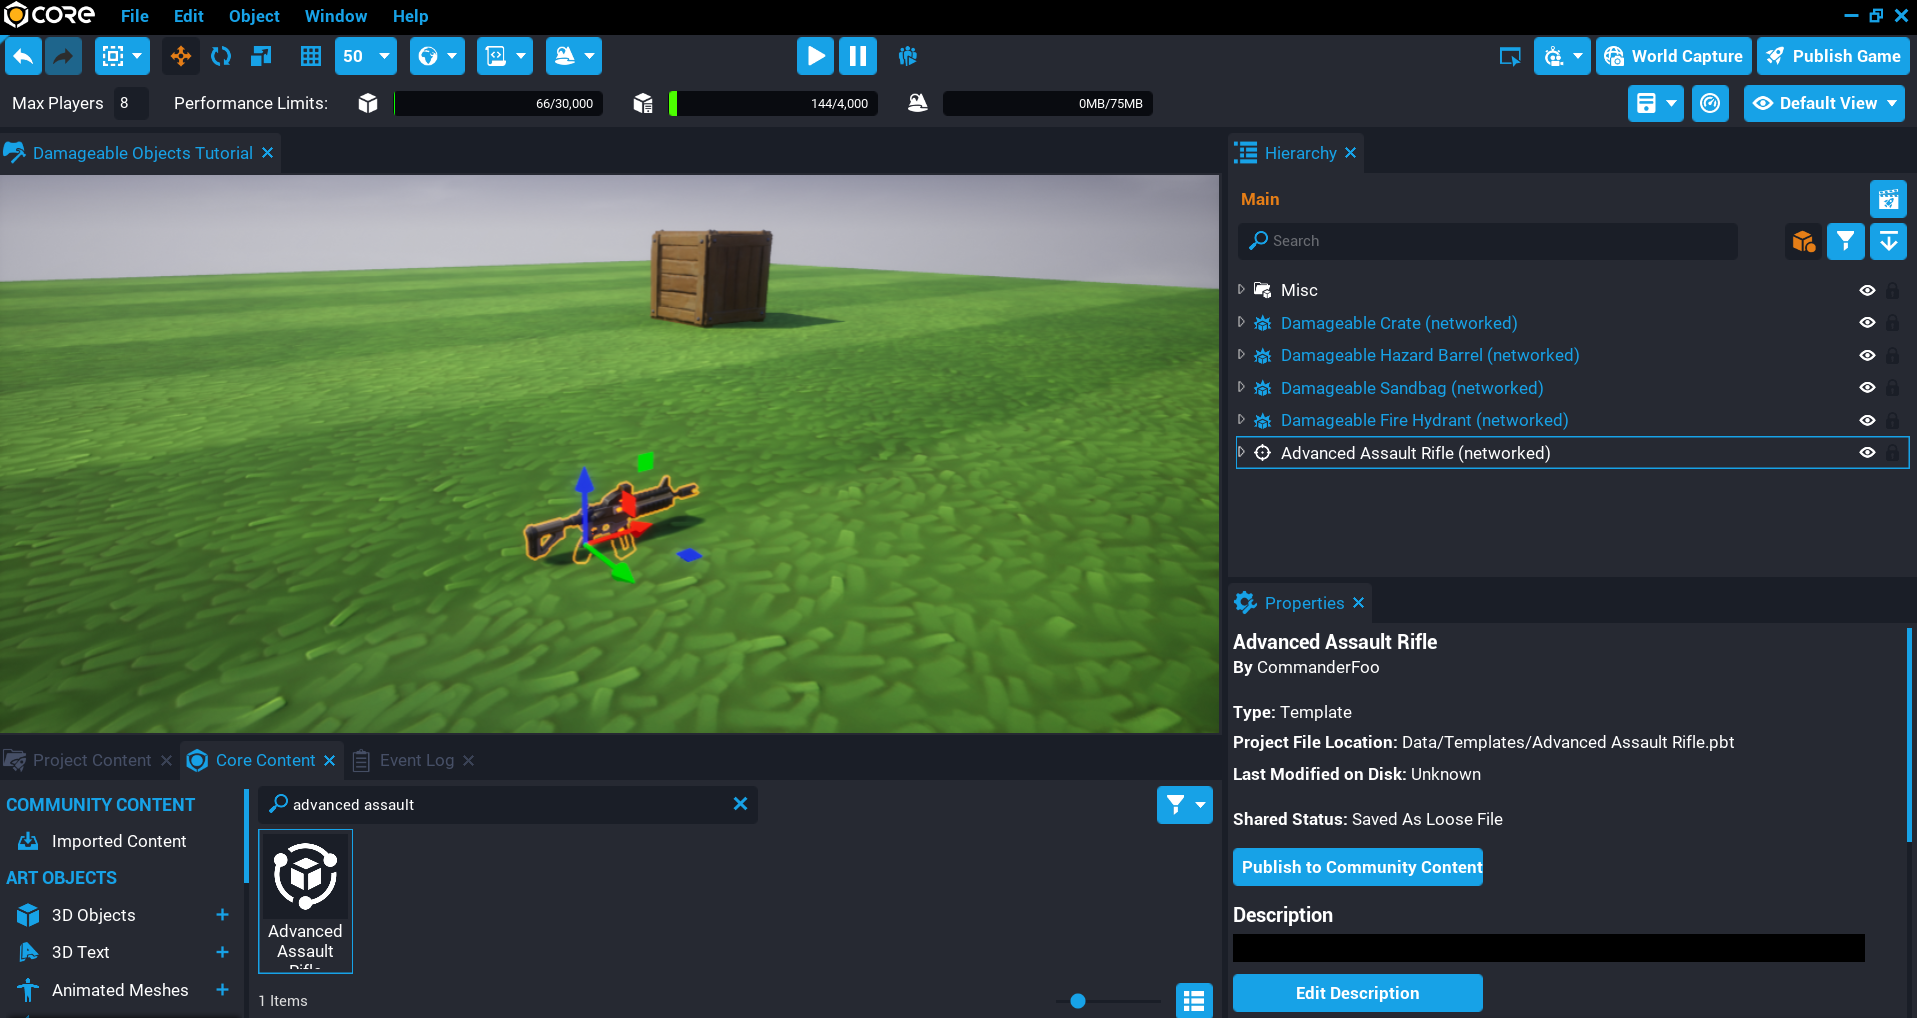 CORE
File Edit Object Window Help
50
World Capture
Publish Game
Max Players 8 Performance Limits: 66/30,000 144/4,000 0MB/75MB
Default View
Damageable Objects Tutorial
Hierarchy
Main
Search
Misc
Damageable Crate (networked)
Damageable Hazard Barrel (networked)
Damageable Sandbag (networked)
Damageable Fire Hydrant (networked)
Advanced Assault Rifle (networked)
Properties
Advanced Assault Rifle
By CommanderFoo
Type: Template
Project File Location: Data/Templates/Advanced Assault Rifle.pbt
Last Modified on Disk: Unknown
Shared Status: Saved As Loose File
Publish to Community Content
Description
Edit Description
Project Content
Core Content
Event Log
COMMUNITY CONTENT
Imported Content
ART OBJECTS
3D Objects
3D Text
Animated Meshes
advanced assault
Advanced
Assault
Rifle
1 Items